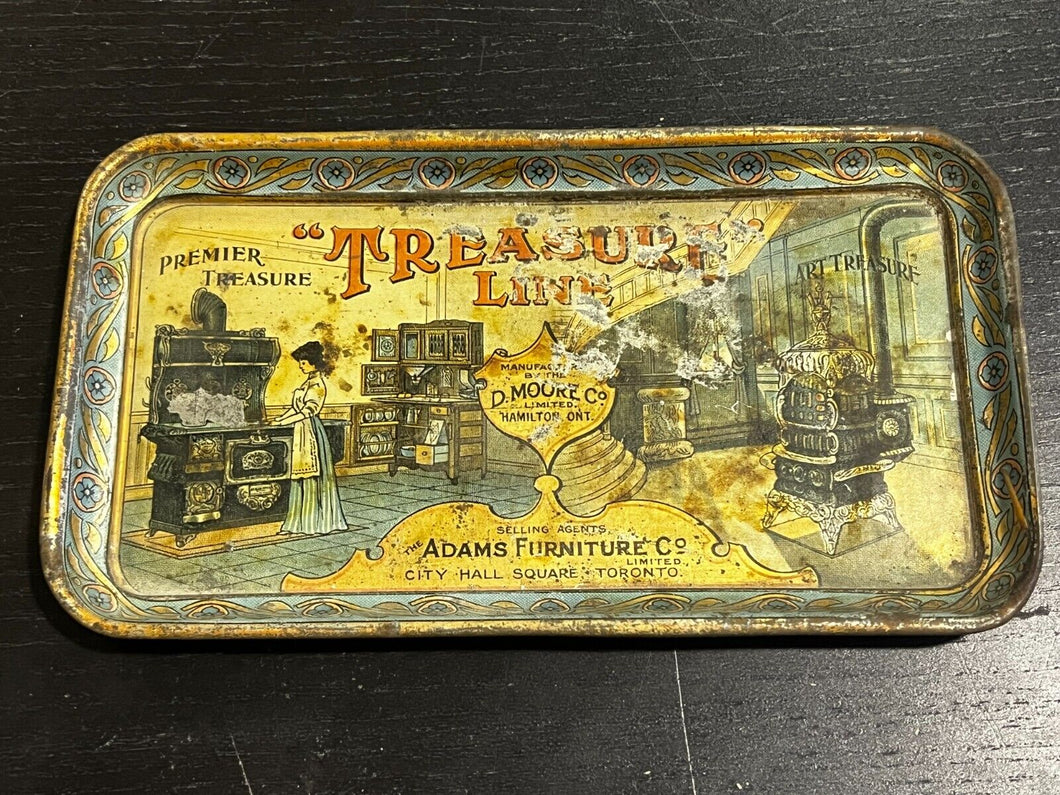 "TREASURE"
LINE
PREMIER
TREASURE
ART TREASURE
MANUFACTURED
BY THE
D. MOORE Co
LIMITED,
HAMILTON, ONT.
SELLING AGENTS,
THE ADAMS FURNITURE Co
LIMITED,
CITY HALL SQUARE, TORONTO.